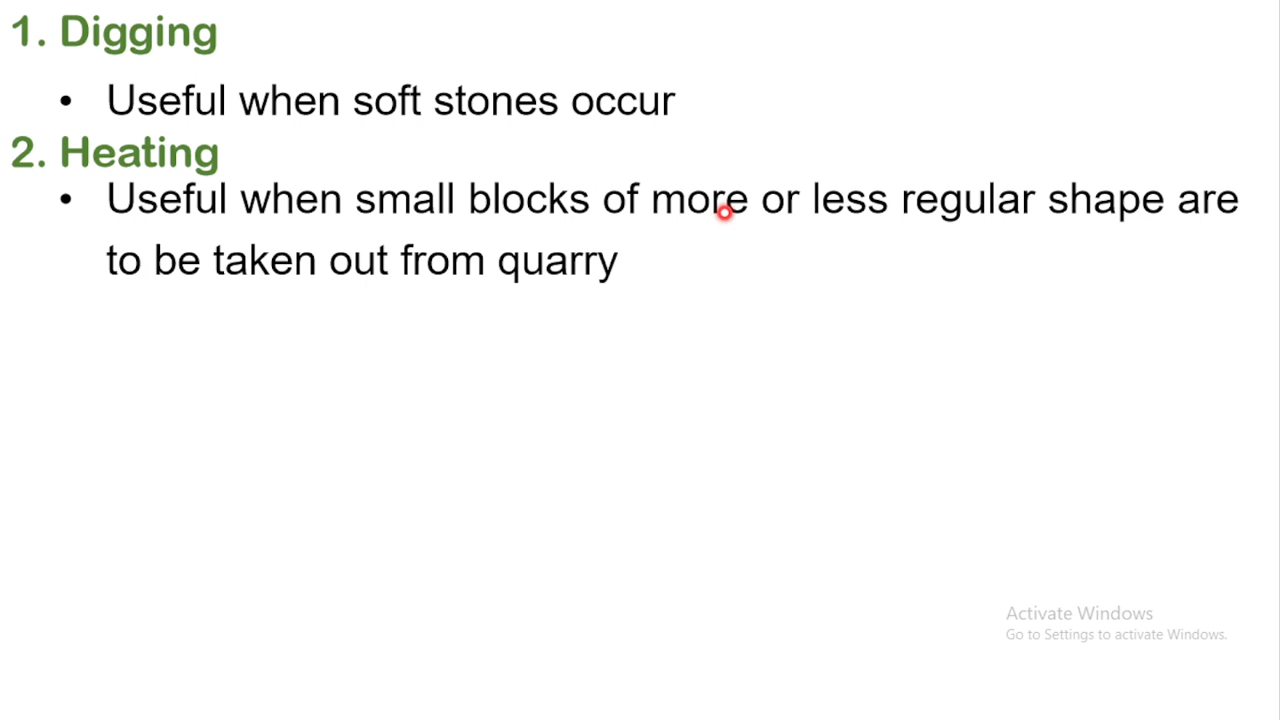 1. Digging
• Useful when soft stones occur
2. Heating
• Useful when small blocks of more or less regular shape are
to be taken out from quarry
Activate Windows
Go to Settings to activate Windows.